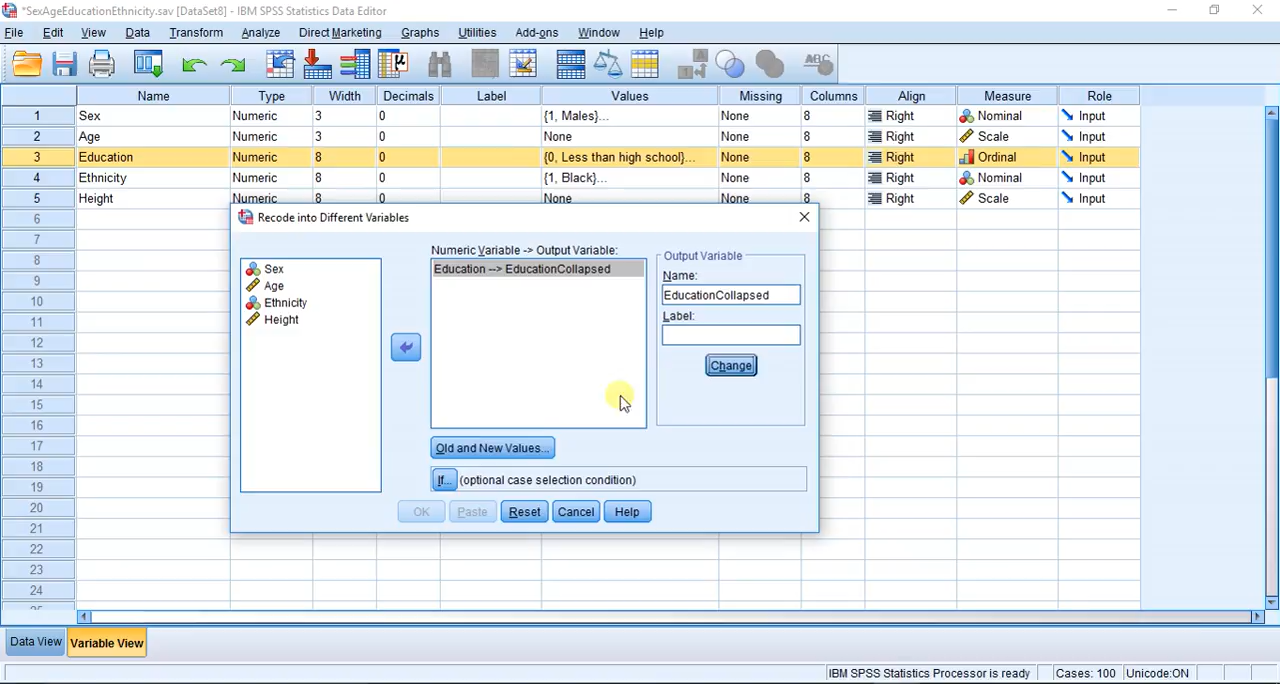 *SexAgeEducationEthnicity.sav [DataSet8] - IBM SPSS Statistics Data Editor
File Edit View Data Transform Analyze Direct Marketing Graphs Utilities Add-ons Window Help
Name Type Width Decimals Label Values Missing Columns Align Measure Role
1 Sex Numeric 3 0 {1, Males}... None 8 Right Nominal Input
2 Age Numeric 3 0 None None 8 Right Scale Input
3 Education Numeric 8 0 {0, Less than high school}... None 8 Right Ordinal Input
4 Ethnicity Numeric 8 0 {1, Black}... None 8 Right Nominal Input
5 Height Numeric 8 0 None None 8 Right Scale Input
6
7
8
9
10
11
12
13
14
15
16
17
18
19
20
21
22
23
24
25
Recode into Different Variables
Numeric Variable -> Output Variable:
Education --> EducationCollapsed
Sex
Age
Ethnicity
Height
Output Variable
Name:
EducationCollapsed
Label:
Change
Old and New Values...
If... (optional case selection condition)
OK Paste Reset Cancel Help
Data View Variable View
IBM SPSS Statistics Processor is ready Cases: 100 Unicode:ON